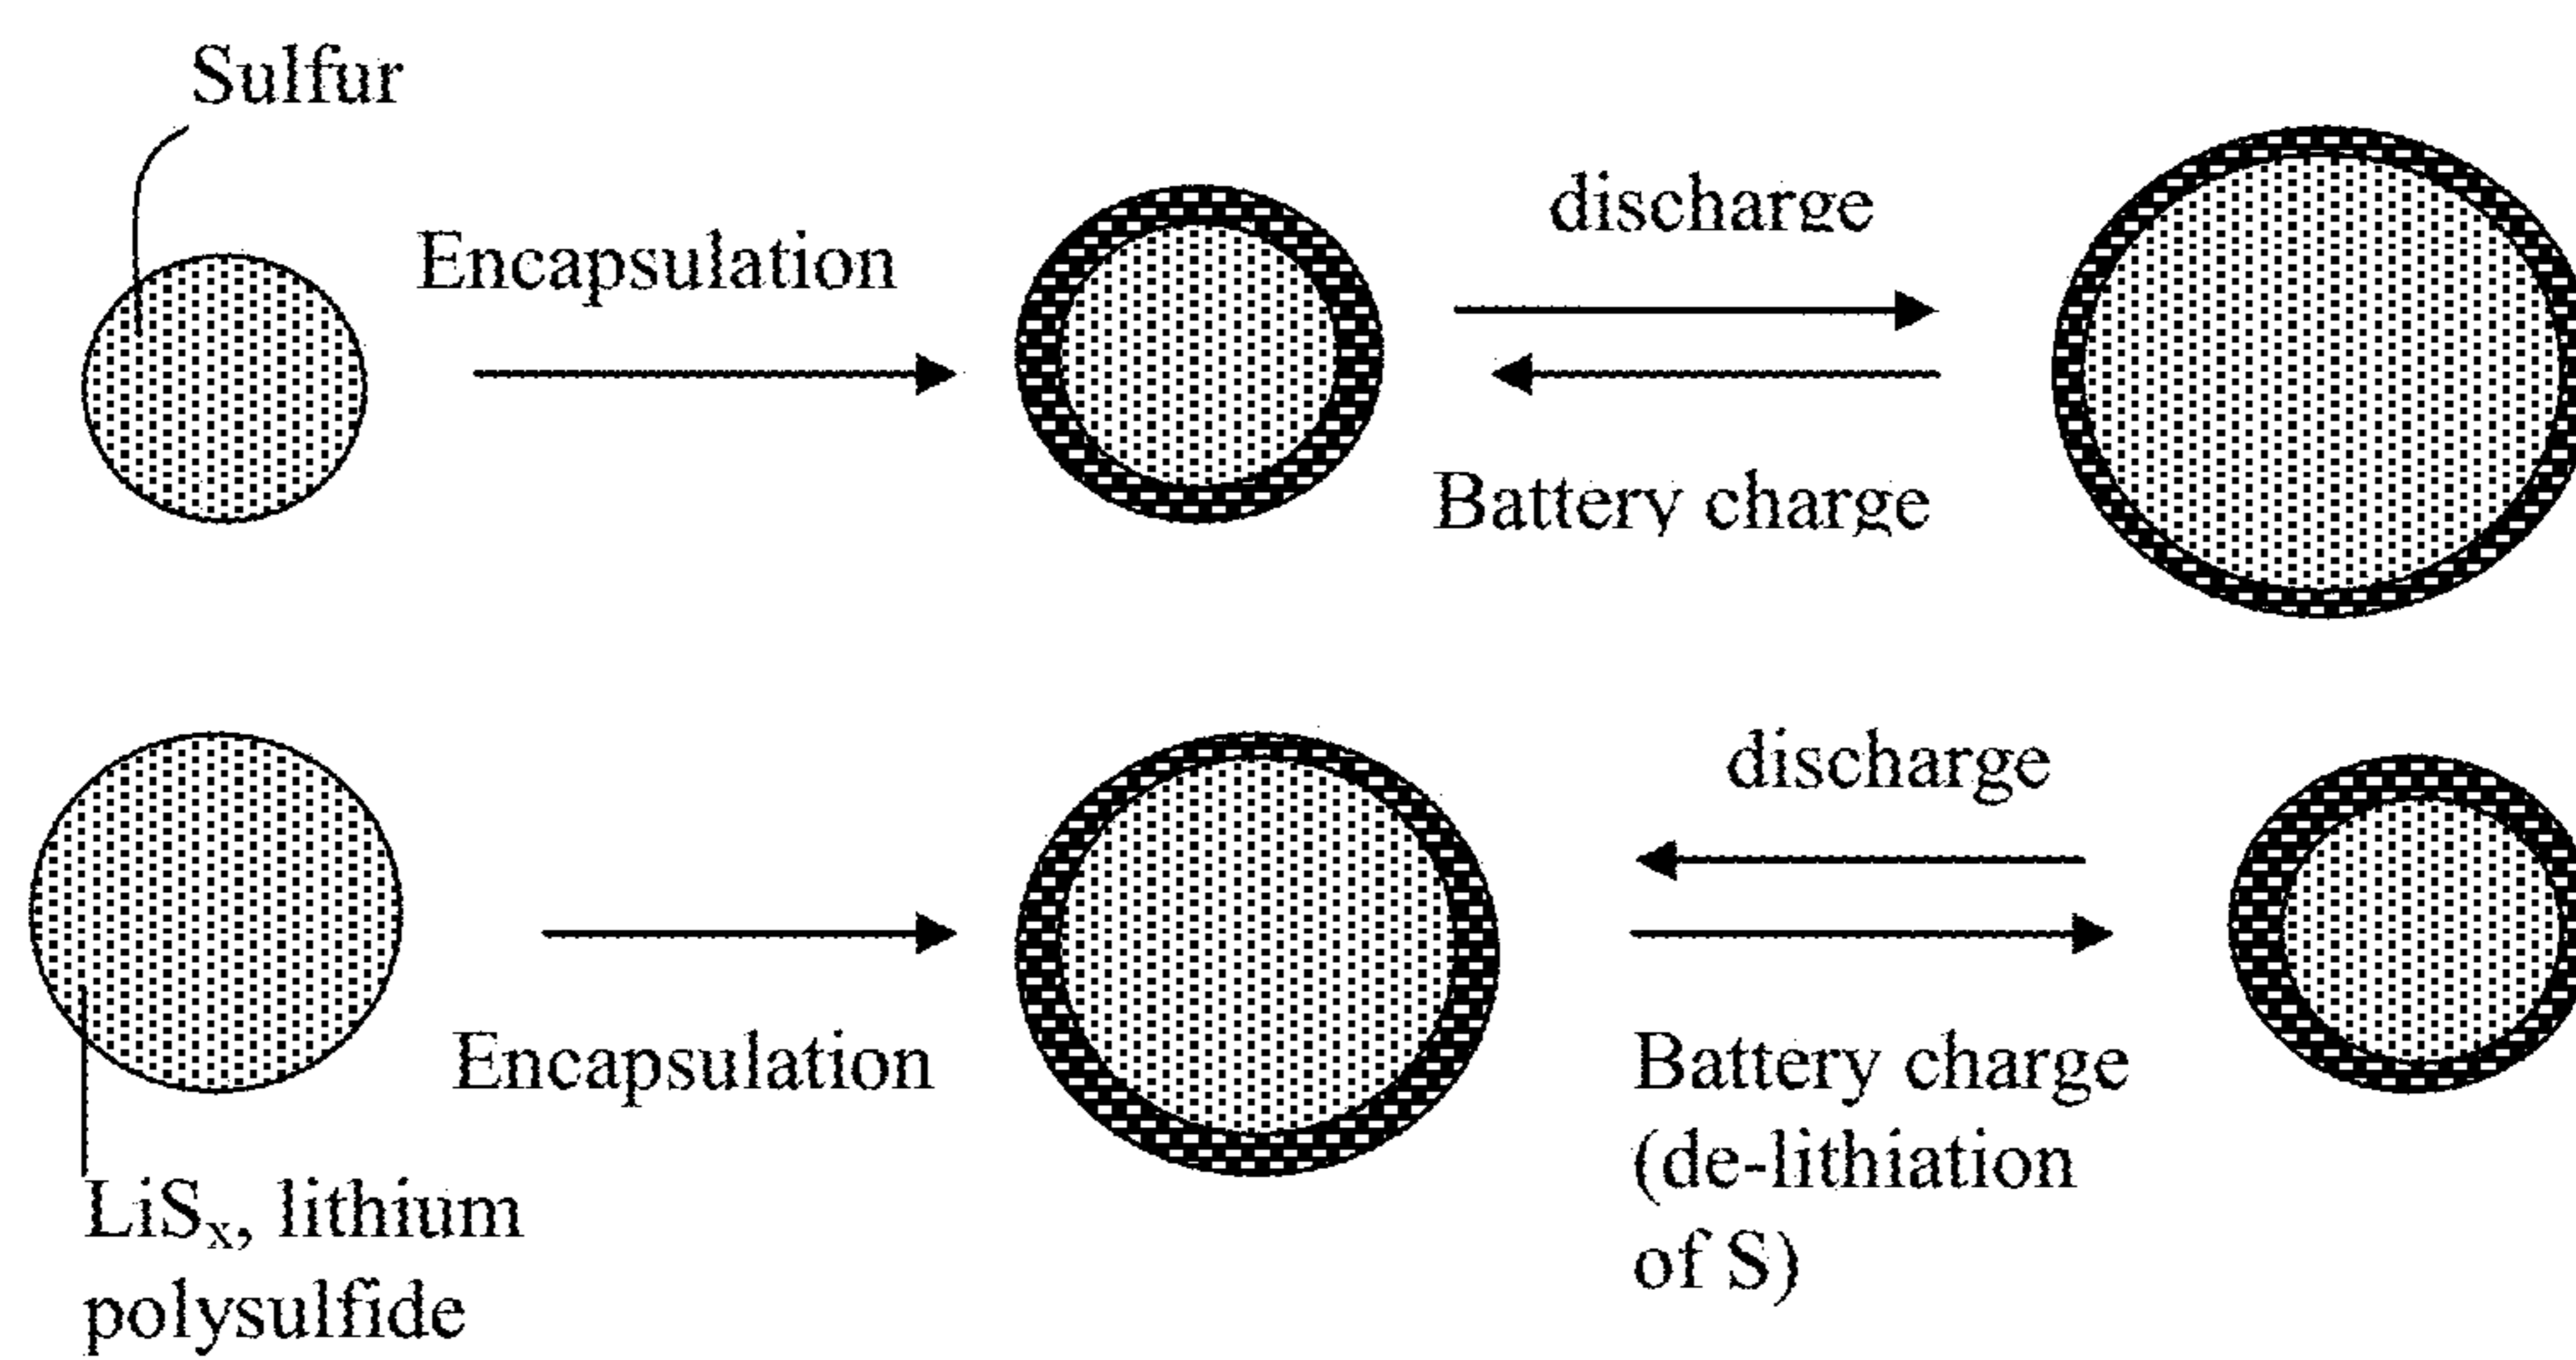 Sulfur
Encapsulation
discharge
Battery charge
discharge
Encapsulation
Battery charge
(de-lithiation
of S)
LiSₓ, lithium
polysulfide